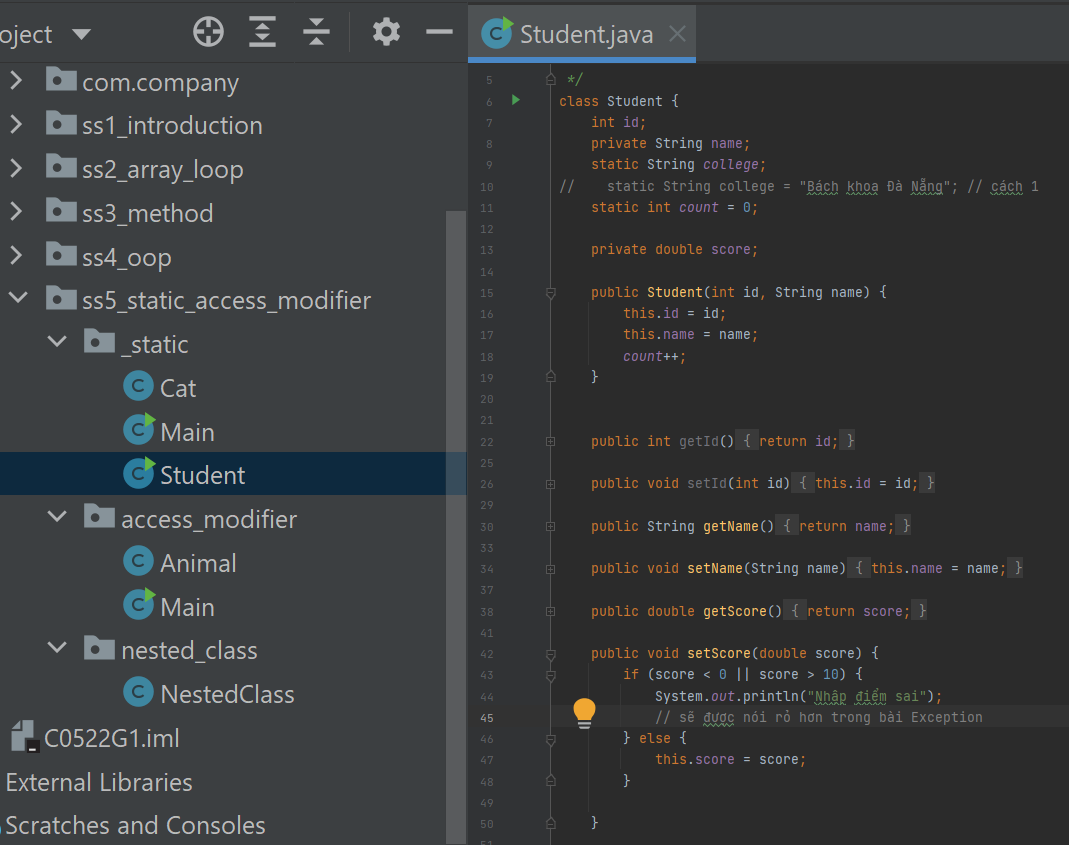 oject
com.company
ss1_introduction
ss2_array_loop
ss3_method
ss4_oop
ss5_static_access_modifier
_static
C Cat
C Main
C Student
access_modifier
C Animal
C Main
nested_class
C NestedClass
C0522G1.iml
External Libraries
Scratches and Consoles
C Student.java
5 */
6 class Student {
7 int id;
8 private String name;
9 static String college;
10 // static String college = "Bách khoa Đà Nẵng"; // cách 1
11 static int count = 0;
12
13 private double score;
14
15 public Student(int id, String name) {
16 this.id = id;
17 this.name = name;
18 count++;
19 }
20
21
22 public int getId() { return id; }
25
26 public void setId(int id) { this.id = id; }
29
30 public String getName() { return name; }
33
34 public void setName(String name) { this.name = name; }
37
38 public double getScore() { return score; }
41
42 public void setScore(double score) {
43 if (score < 0 || score > 10) {
44 System.out.println("Nhập điểm sai");
45 // sẽ được nói rỏ hơn trong bài Exception
46 } else {
47 this.score = score;
48 }
49
50 }
51